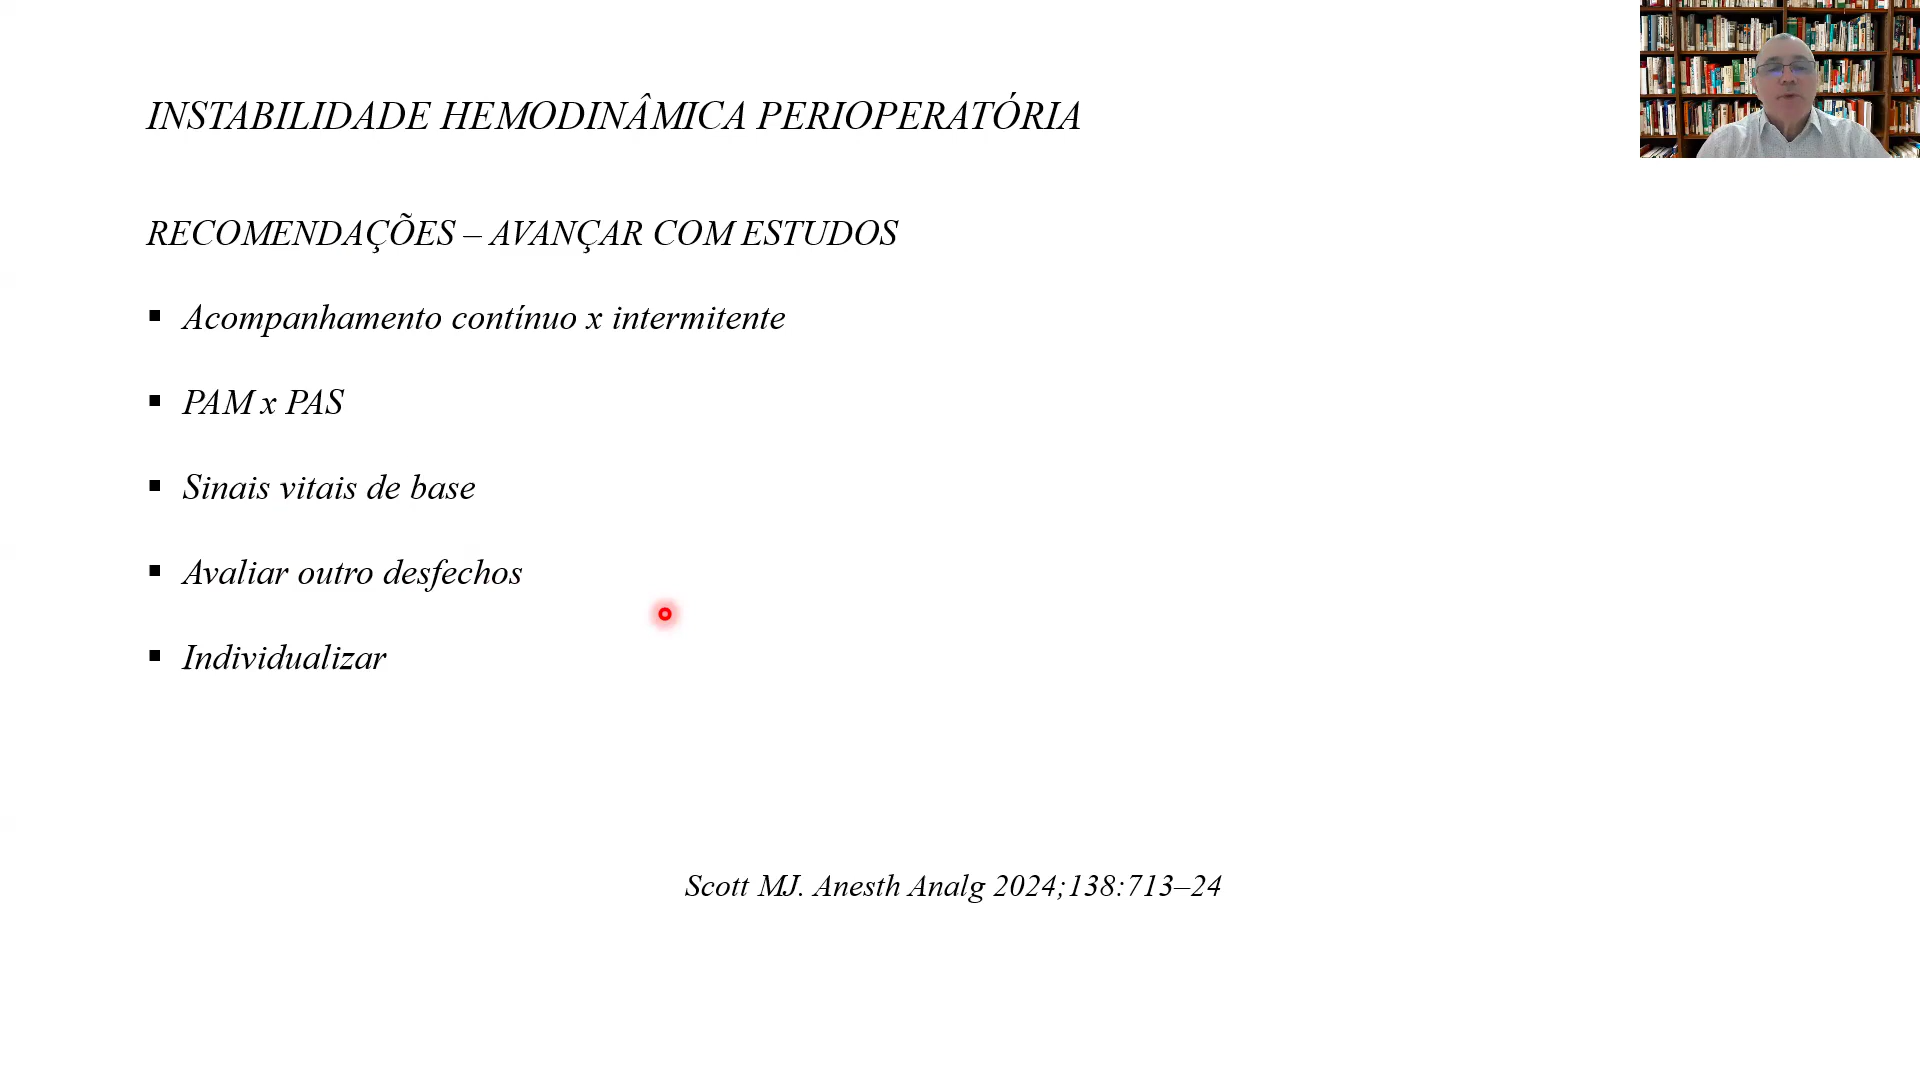 INSTABILIDADE HEMODINÂMICA PERIOPERATÓRIA
RECOMENDAÇÕES – AVANÇAR COM ESTUDOS
▪ Acompanhamento contínuo x intermitente
▪ PAM x PAS
▪ Sinais vitais de base
▪ Avaliar outro desfechos
▪ Individualizar
Scott MJ. Anesth Analg 2024;138:713–24